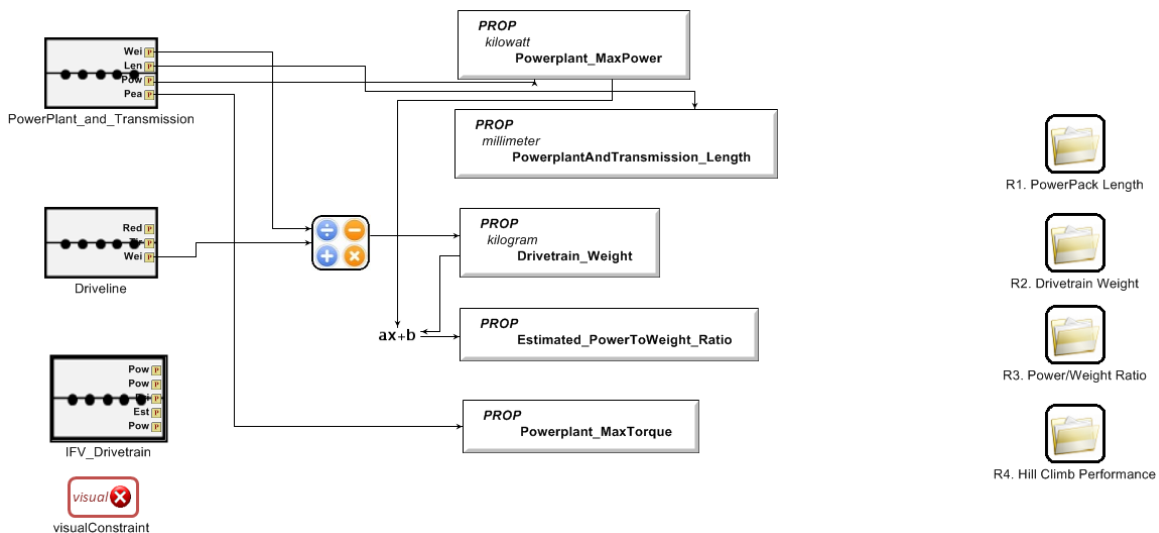 PROP
kilowatt
Powerplant_MaxPower
Wei P
Len P
Pow P
Pea P
PowerPlant_and_Transmission
PROP
millimeter
PowerplantAndTransmission_Length
R1. PowerPack Length
Red P
P
Wei P
Driveline
PROP
kilogram
Drivetrain_Weight
R2. Drivetrain Weight
ax+b
PROP
Estimated_PowerToWeight_Ratio
R3. Power/Weight Ratio
Pow P
Pow P
P
Est P
Pow P
IFV_Drivetrain
PROP
Powerplant_MaxTorque
R4. Hill Climb Performance
visual
visualConstraint